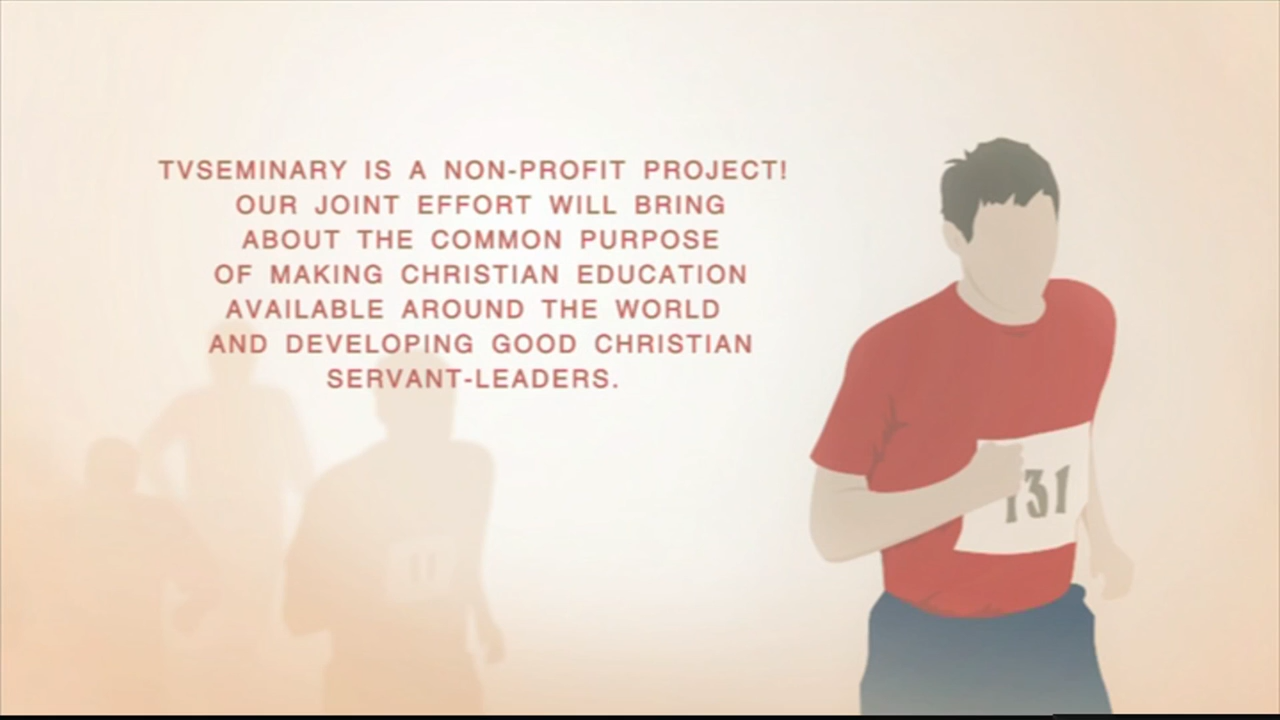 TVSEMINARY IS A NON-PROFIT PROJECT!
OUR JOINT EFFORT WILL BRING
ABOUT THE COMMON PURPOSE
OF MAKING CHRISTIAN EDUCATION
AVAILABLE AROUND THE WORLD
AND DEVELOPING GOOD CHRISTIAN
SERVANT-LEADERS.
131
11